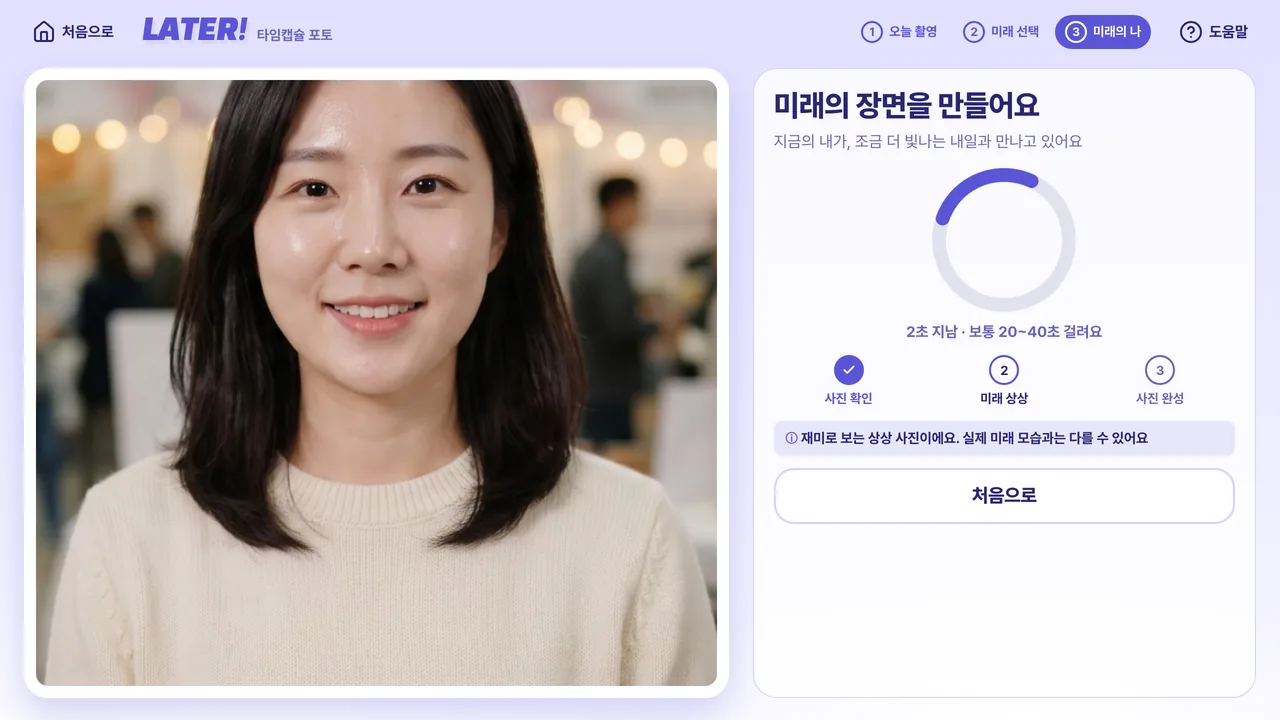 처음으로
LATER! 타임캡슐 포토
1 오늘 촬영
2 미래 선택
3 미래의 나
도움말
미래의 장면을 만들어요
지금의 내가, 조금 더 빛나는 내일과 만나고 있어요
2초 지남 · 보통 20~40초 걸려요
사진 확인
2 미래 상상
3 사진 완성
ⓘ 재미로 보는 상상 사진이에요. 실제 미래 모습과는 다를 수 있어요
처음으로